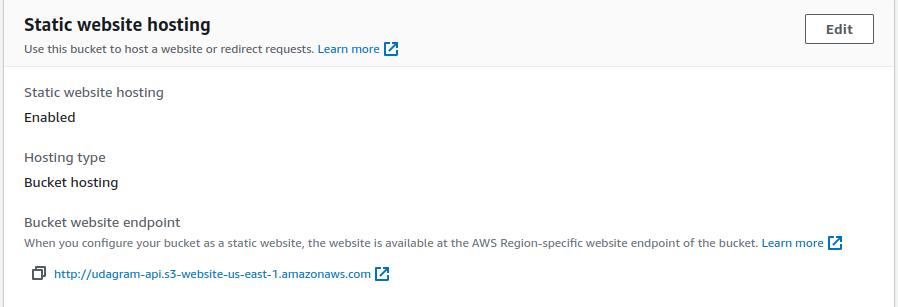 Static website hosting
Edit
Use this bucket to host a website or redirect requests. Learn more
Static website hosting
Enabled
Hosting type
Bucket hosting
Bucket website endpoint
When you configure your bucket as a static website, the website is available at the AWS Region-specific website endpoint of the bucket. Learn more
http://udagram-api.s3-website-us-east-1.amazonaws.com